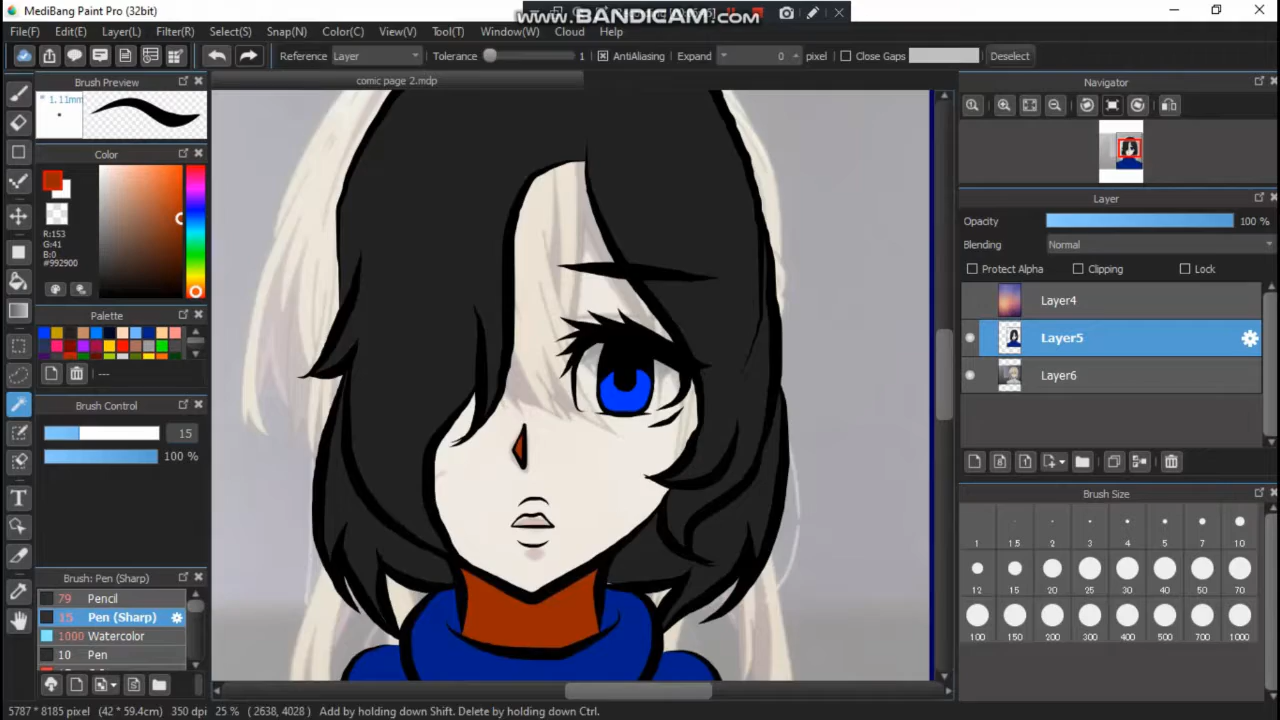 MediBang Paint Pro (32bit)
www.BANDICAM.com
File(F) Edit(E) Layer(L) Filter(R) Select(S) Snap(N) Color(C) View(V) Tool(T) Window(W) Cloud Help
Reference Layer Tolerance 1 AntiAliasing Expand 0 pixel Close Gaps Deselect
Brush Preview
comic page 2.mdp
Navigator
1.11mm
Color
R:153
G:41
B:0
#992900
Layer
Opacity 100 %
Blending Normal
Protect Alpha Clipping Lock
Layer4
Layer5
Layer6
Palette
---
Brush Control
15
100 %
Brush Size
1 1.5 2 3 4 5 7 10
12 15 20 25 30 40 50 70
100 150 200 300 400 500 700 1000
Brush: Pen (Sharp)
79 Pencil
15 Pen (Sharp)
1000 Watercolor
10 Pen
5787 * 8185 pixel (42 * 59.4cm) 350 dpi 25 % (2638, 4028) Add by holding down Shift. Delete by holding down Ctrl.